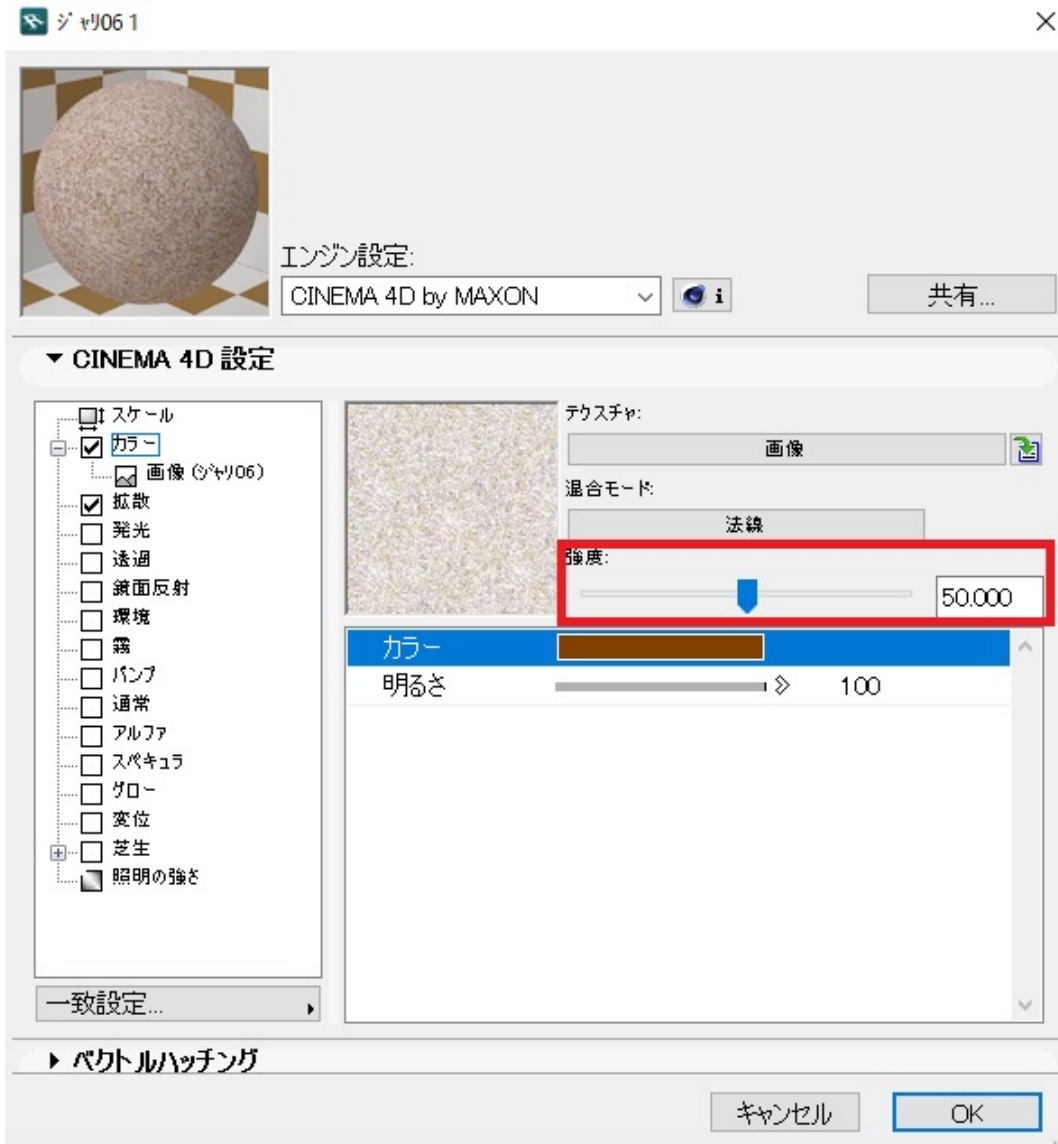 ジャリ06 1
エンジン設定:
CINEMA 4D by MAXON
i
共有...
CINEMA 4D 設定
スケール
カラー
画像 (ジャリ06)
拡散
発光
透過
鏡面反射
環境
霧
バンプ
通常
アルファ
スペキュラ
グロー
変位
芝生
照明の強さ
一致設定...
テクスチャ:
画像
混合モード:
法線
強度:
50.000
カラー
明るさ 100
ベクトルハッチング
キャンセル
OK